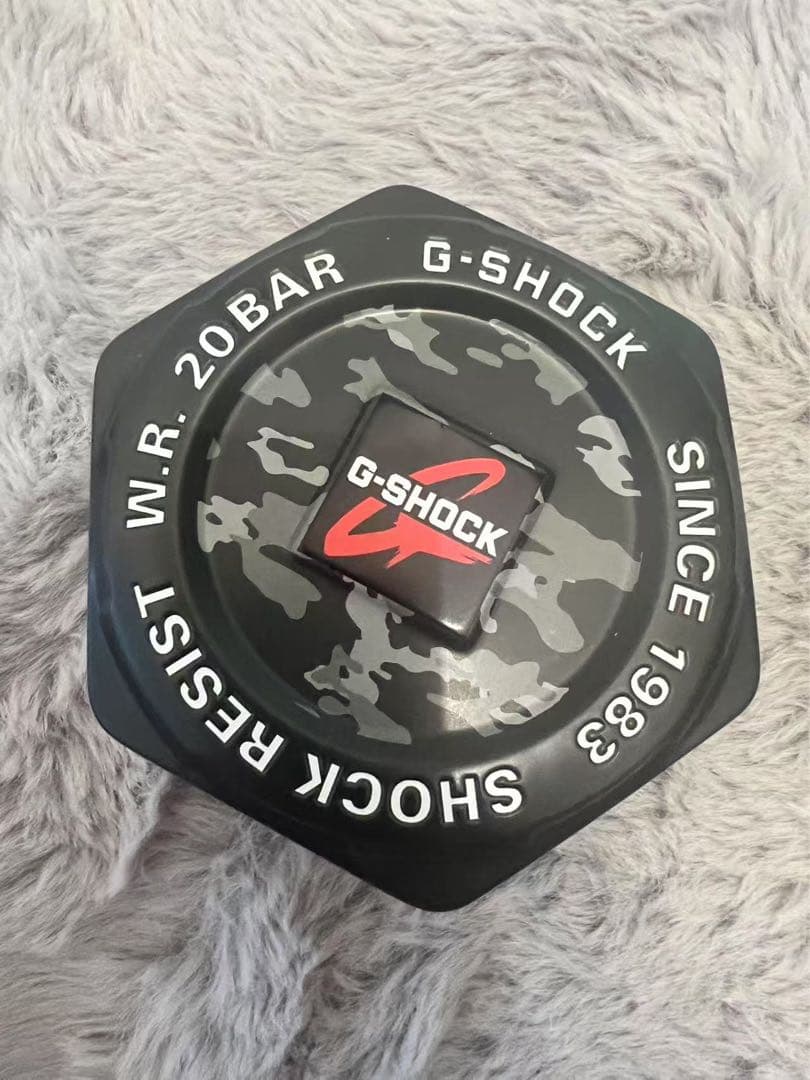 G-SHOCK
SINCE 1983
SHOCK RESIST
W.R. 20BAR
G-SHOCK